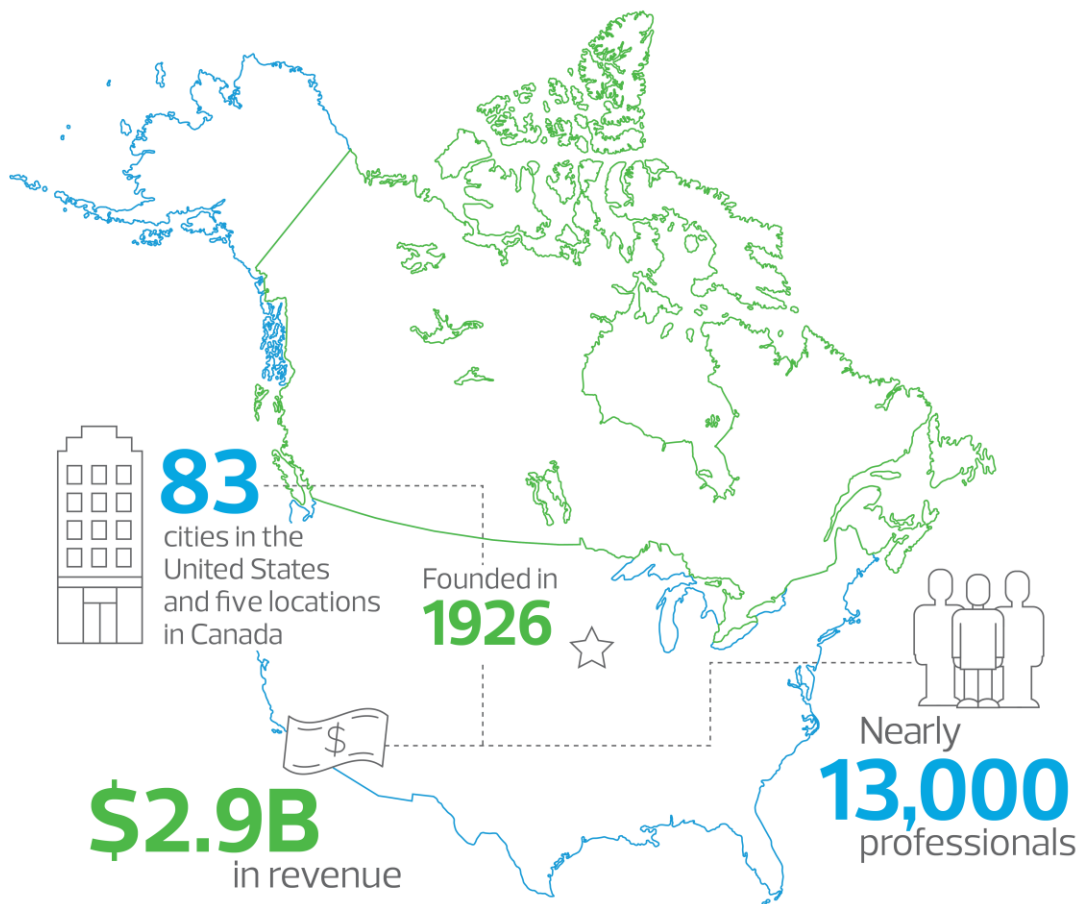 83
cities in the
United States
and five locations
in Canada
Founded in
1926
$
$2.9B
in revenue
Nearly
13,000
professionals